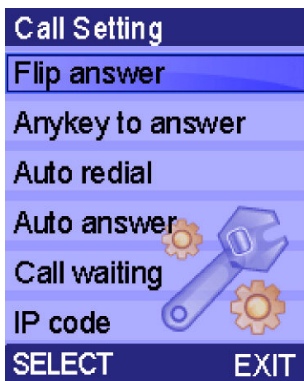 Call Setting
Flip answer
Anykey to answer
Auto redial
Auto answer
Call waiting
IP code
SELECT EXIT